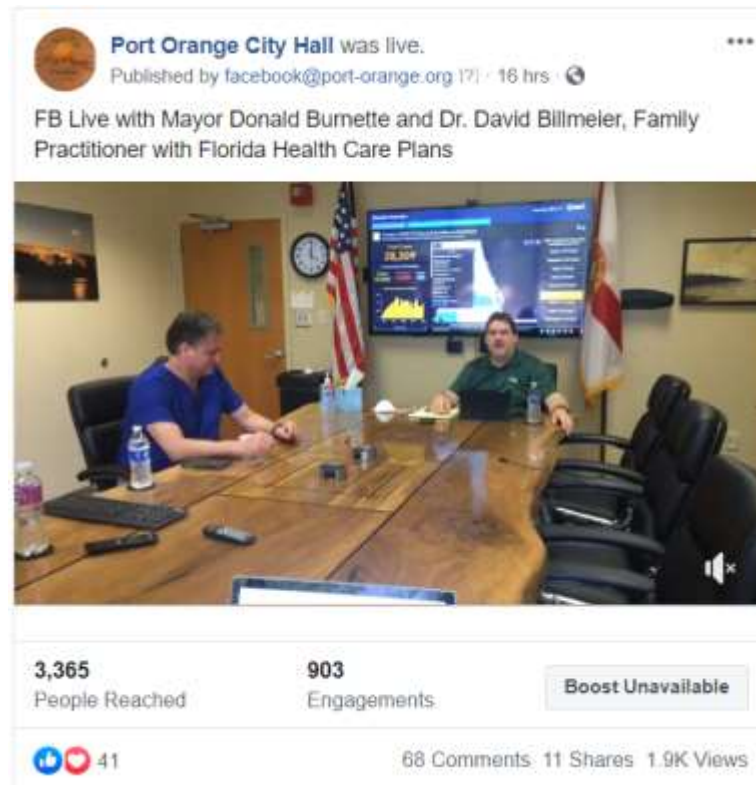 Port Orange City Hall was live.
Published by facebook@port-orange.org [?] · 16 hrs ·
FB Live with Mayor Donald Burnette and Dr. David Billmeier, Family
Practitioner with Florida Health Care Plans
28,309
3,365
People Reached
903
Engagements
Boost Unavailable
41
68 Comments 11 Shares 1.9K Views